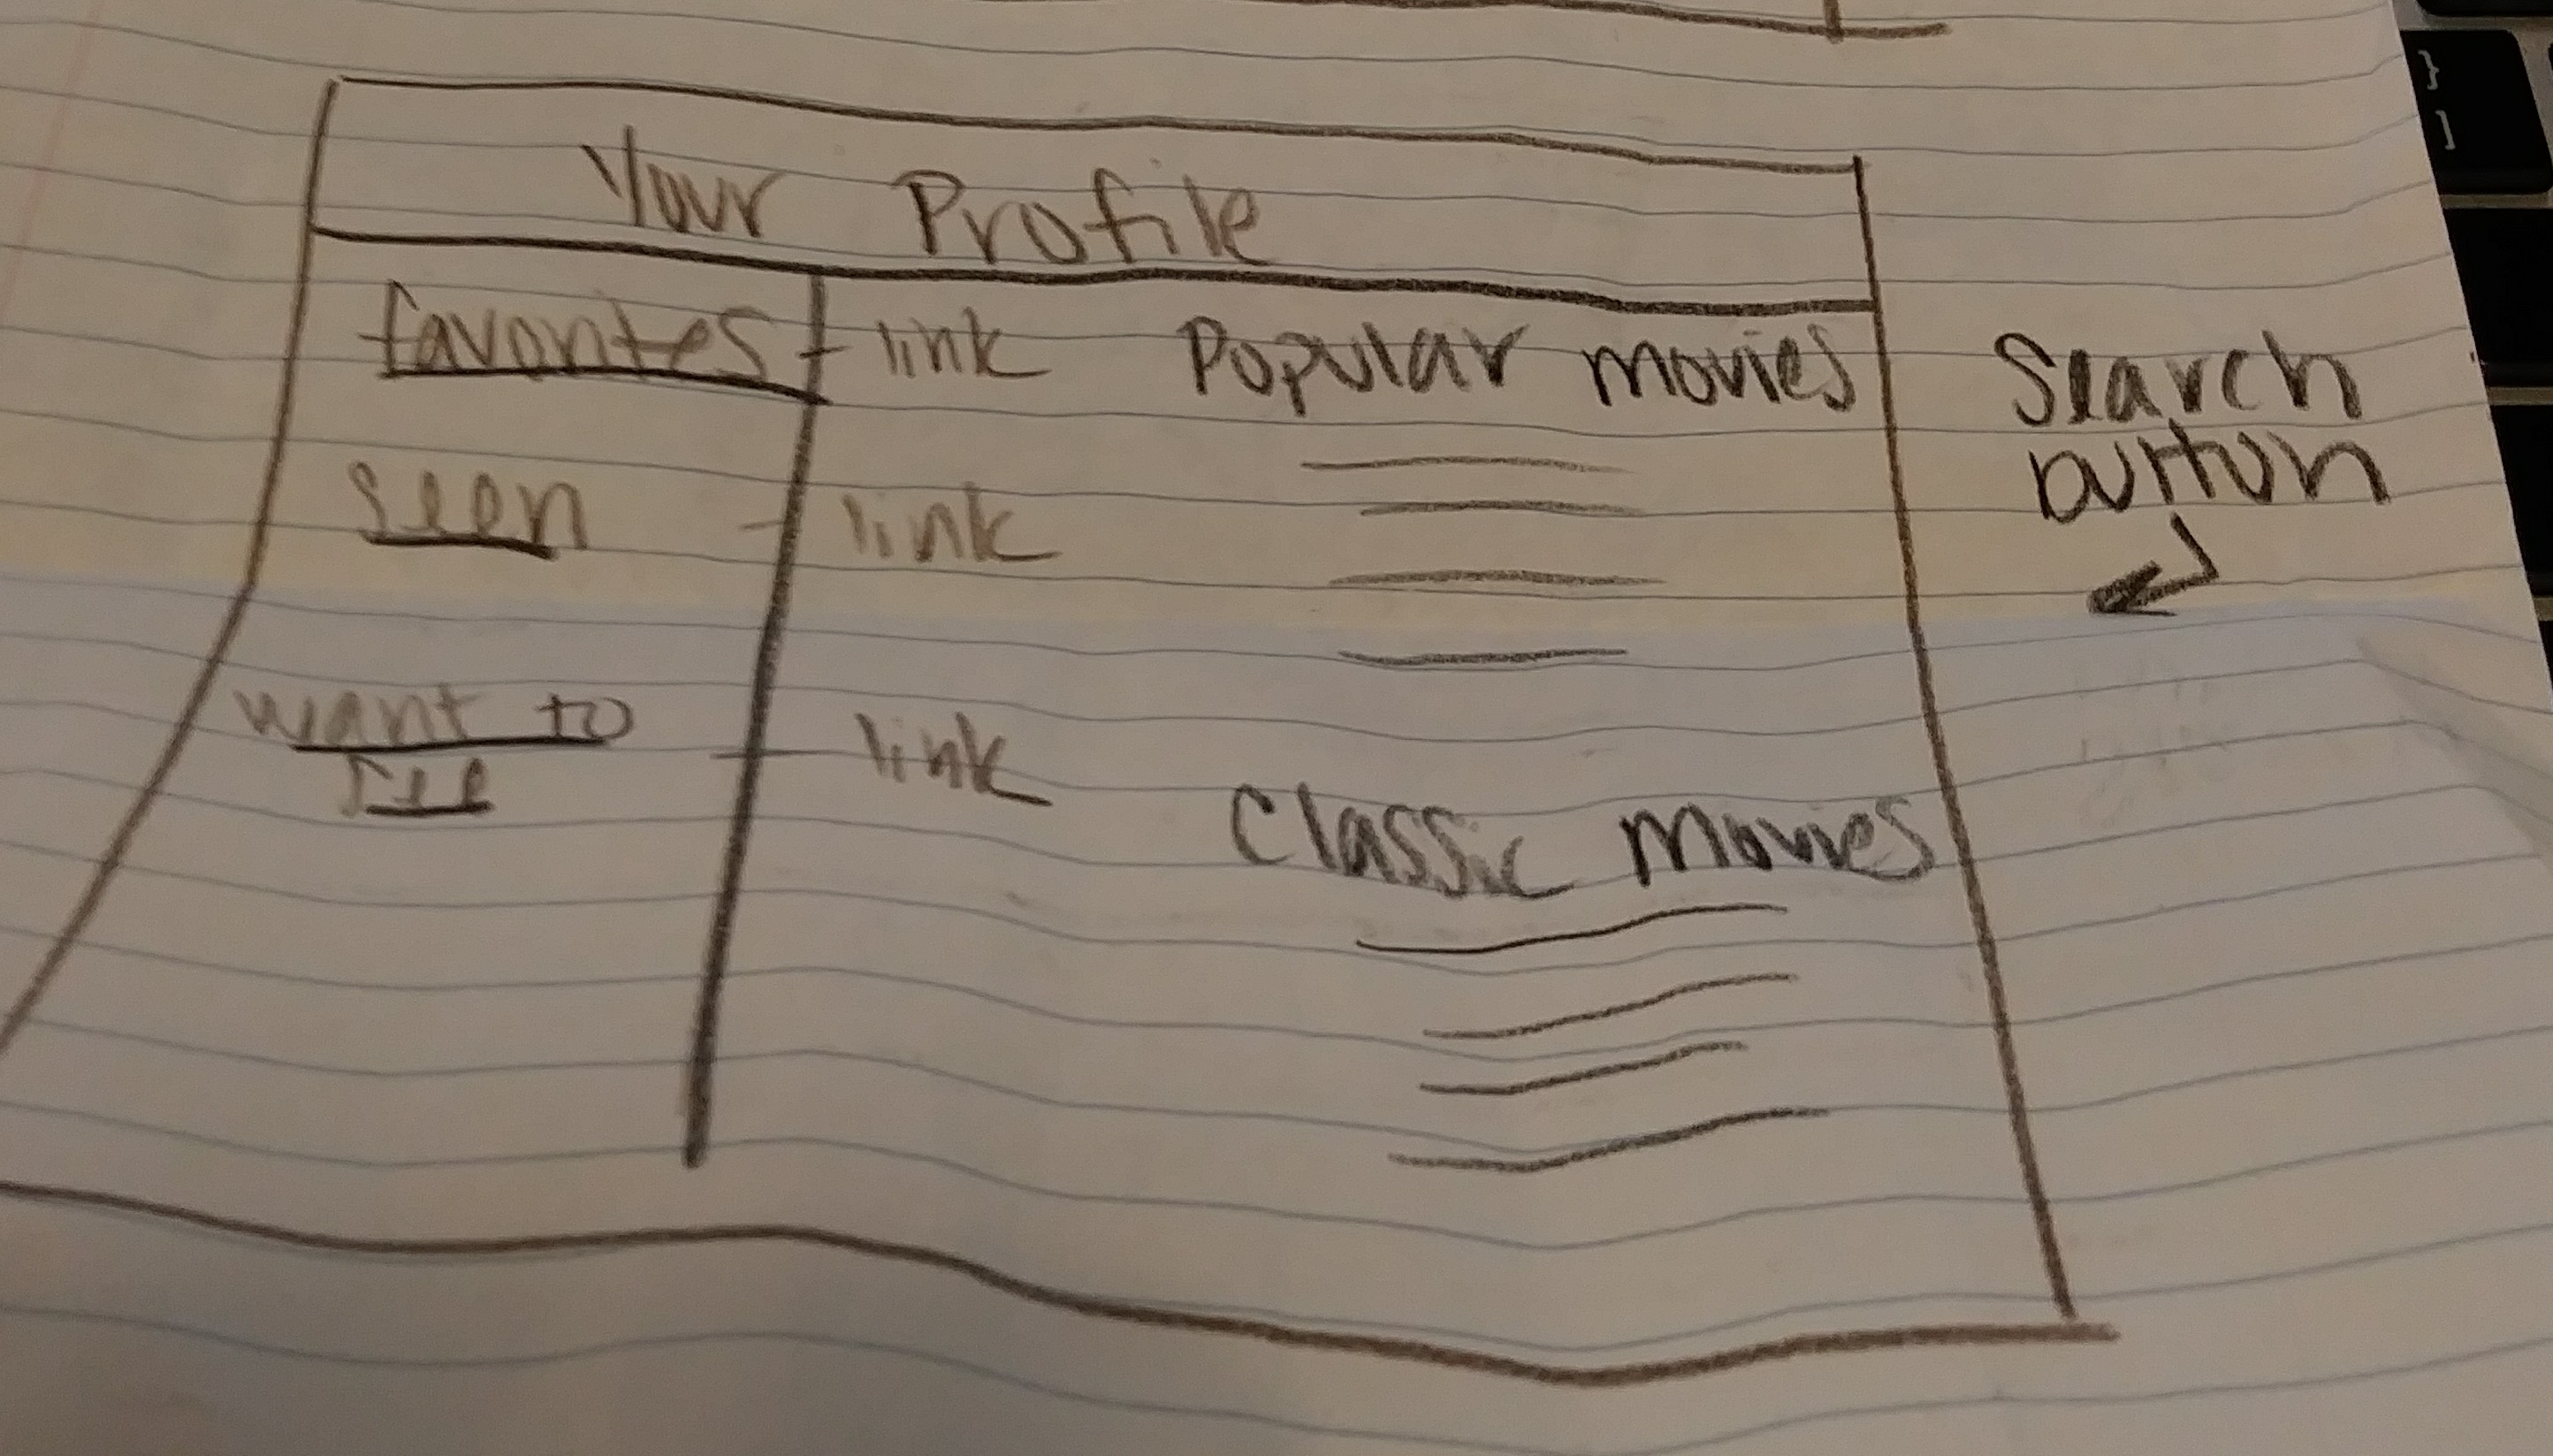 Your Profile
favorites - link Popular movies
Search
button
seen - link
want to
see - link
Classic Movies
}
]